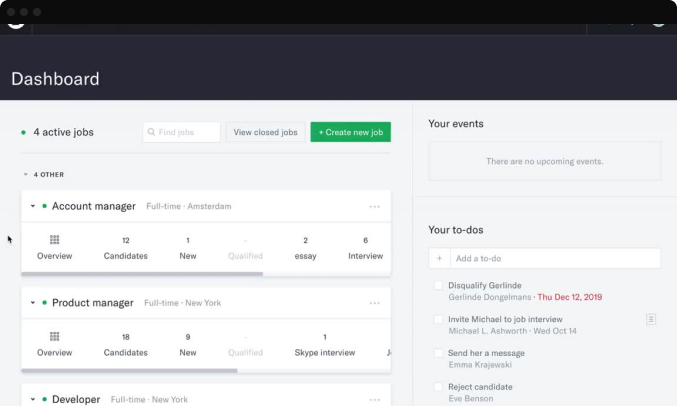 Dashboard
4 active jobs
Find jobs
View closed jobs
+ Create new job
4 OTHER
Account manager Full-time · Amsterdam
12 1 - 2 6
Overview Candidates New Qualified essay Interview
Product manager Full-time · New York
18 9 - 1
Overview Candidates New Qualified Skype interview
Developer Full-time · New York
Your events
There are no upcoming events.
Your to-dos
+ Add a to-do
Disqualify Gerlinde
Gerlinde Dongelmans · Thu Dec 12, 2019
Invite Michael to job interview
Michael L. Ashworth · Wed Oct 14
Send her a message
Emma Krajewski
Reject candidate
Eve Benson